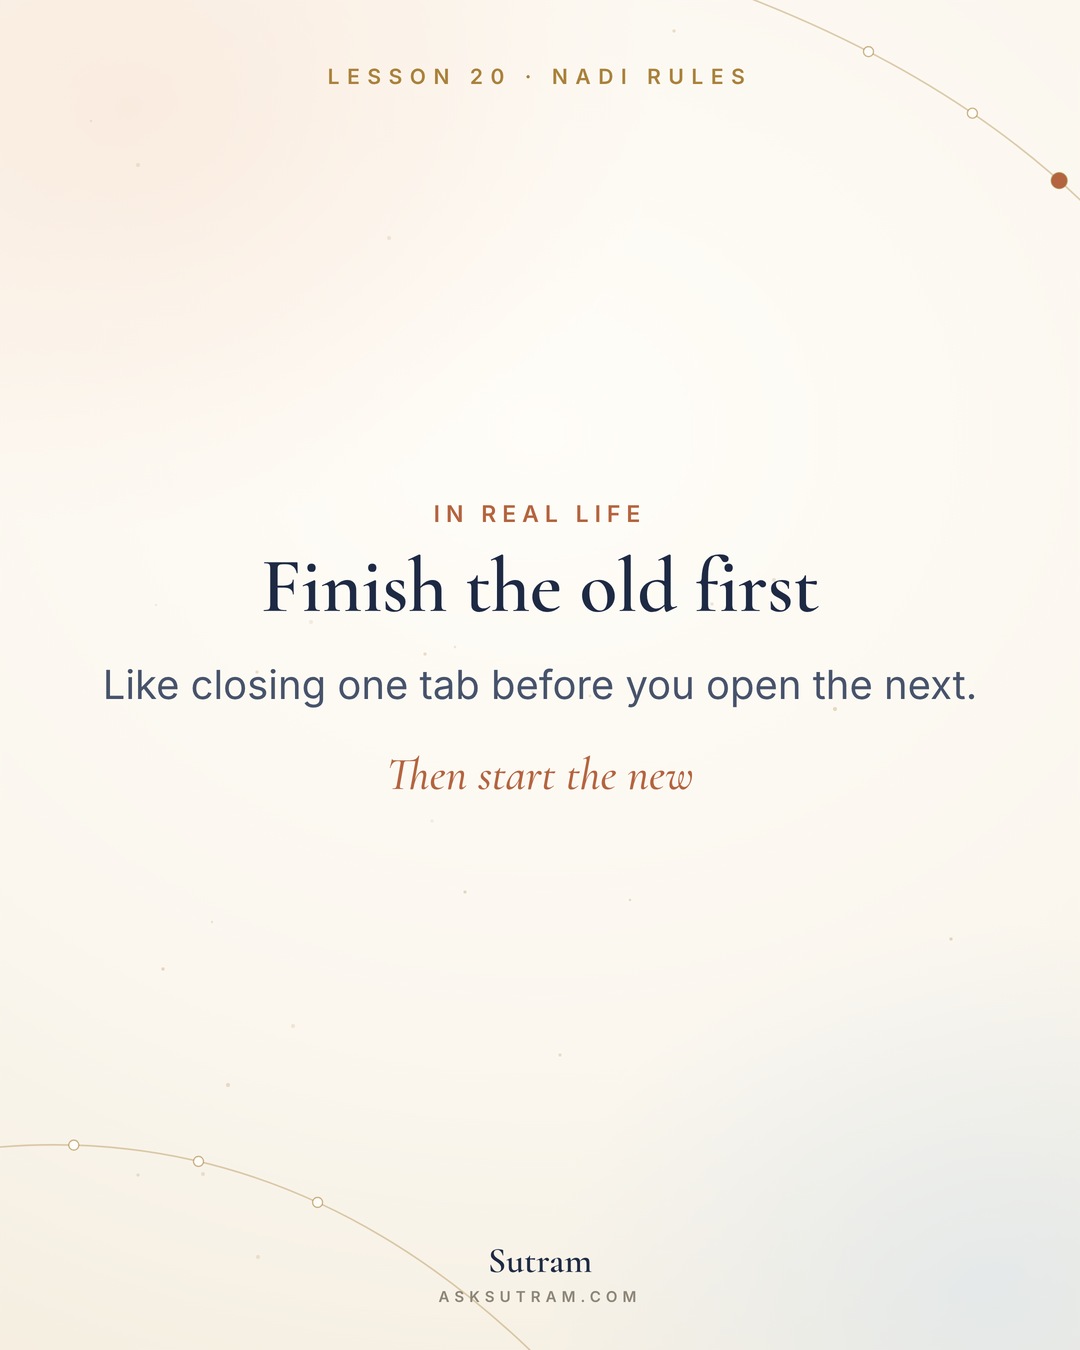 LESSON 20 · NADI RULES
IN REAL LIFE
Finish the old first
Like closing one tab before you open the next.
Then start the new
Sutram
ASKSUTRAM.COM